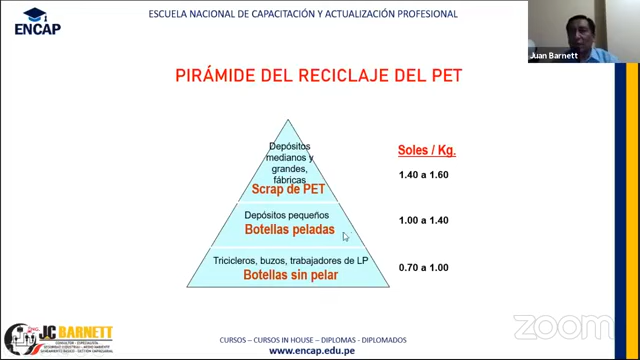 ESCUELA NACIONAL DE CAPACITACIÓN Y ACTUALIZACIÓN PROFESIONAL
ENCAP
Juan Barnett
PIRÁMIDE DEL RECICLAJE DEL PET
Depósitos
medianos y
grandes,
fábricas
Scrap de PET
Soles / Kg.
1.40 a 1.60
Depósitos pequeños
Botellas peladas
1.00 a 1.40
Tricicleros, buzos, trabajadores de LP
Botellas sin pelar
0.70 a 1.00
ING.
JC BARNETT
CURSOS – CURSOS IN HOUSE – DIPLOMAS - DIPLOMADOS
www.encap.edu.pe
zoom